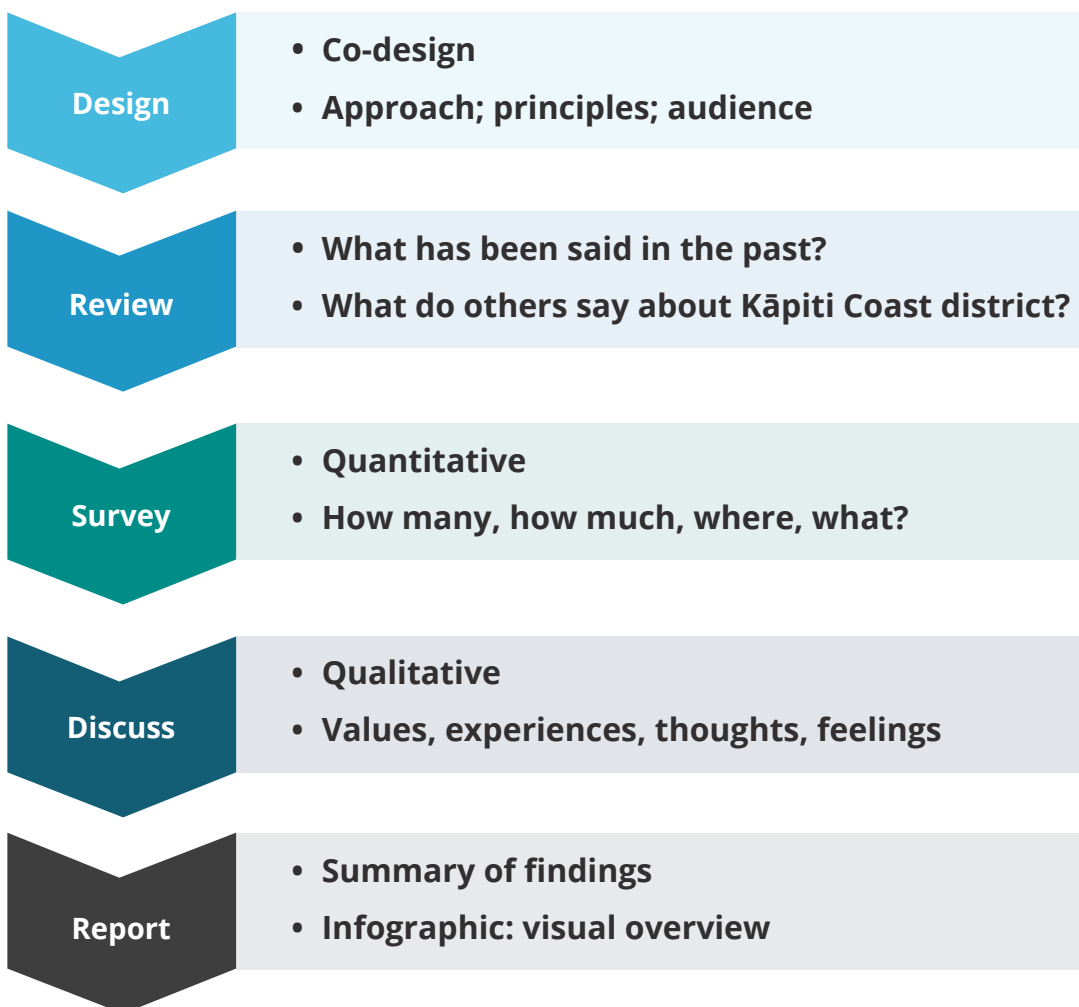 Design
• Co-design
• Approach; principles; audience
Review
• What has been said in the past?
• What do others say about Kāpiti Coast district?
Survey
• Quantitative
• How many, how much, where, what?
Discuss
• Qualitative
• Values, experiences, thoughts, feelings
Report
• Summary of findings
• Infographic: visual overview